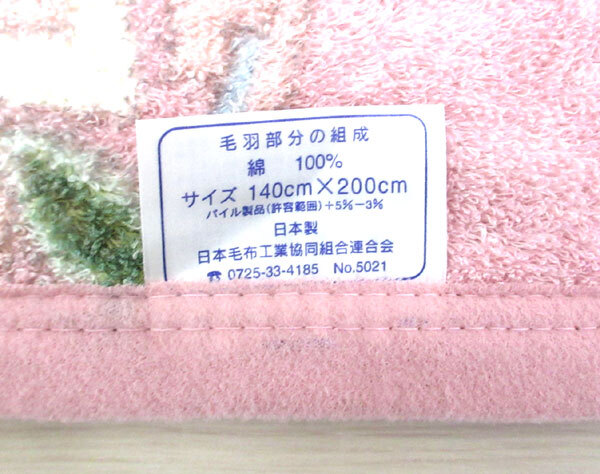 毛羽部分の組成
綿 100%
サイズ 140cm×200cm
パイル製品(許容範囲)+5%-3%
日本製
日本毛布工業協同組合連合会
☎ 0725-33-4185 No.5021